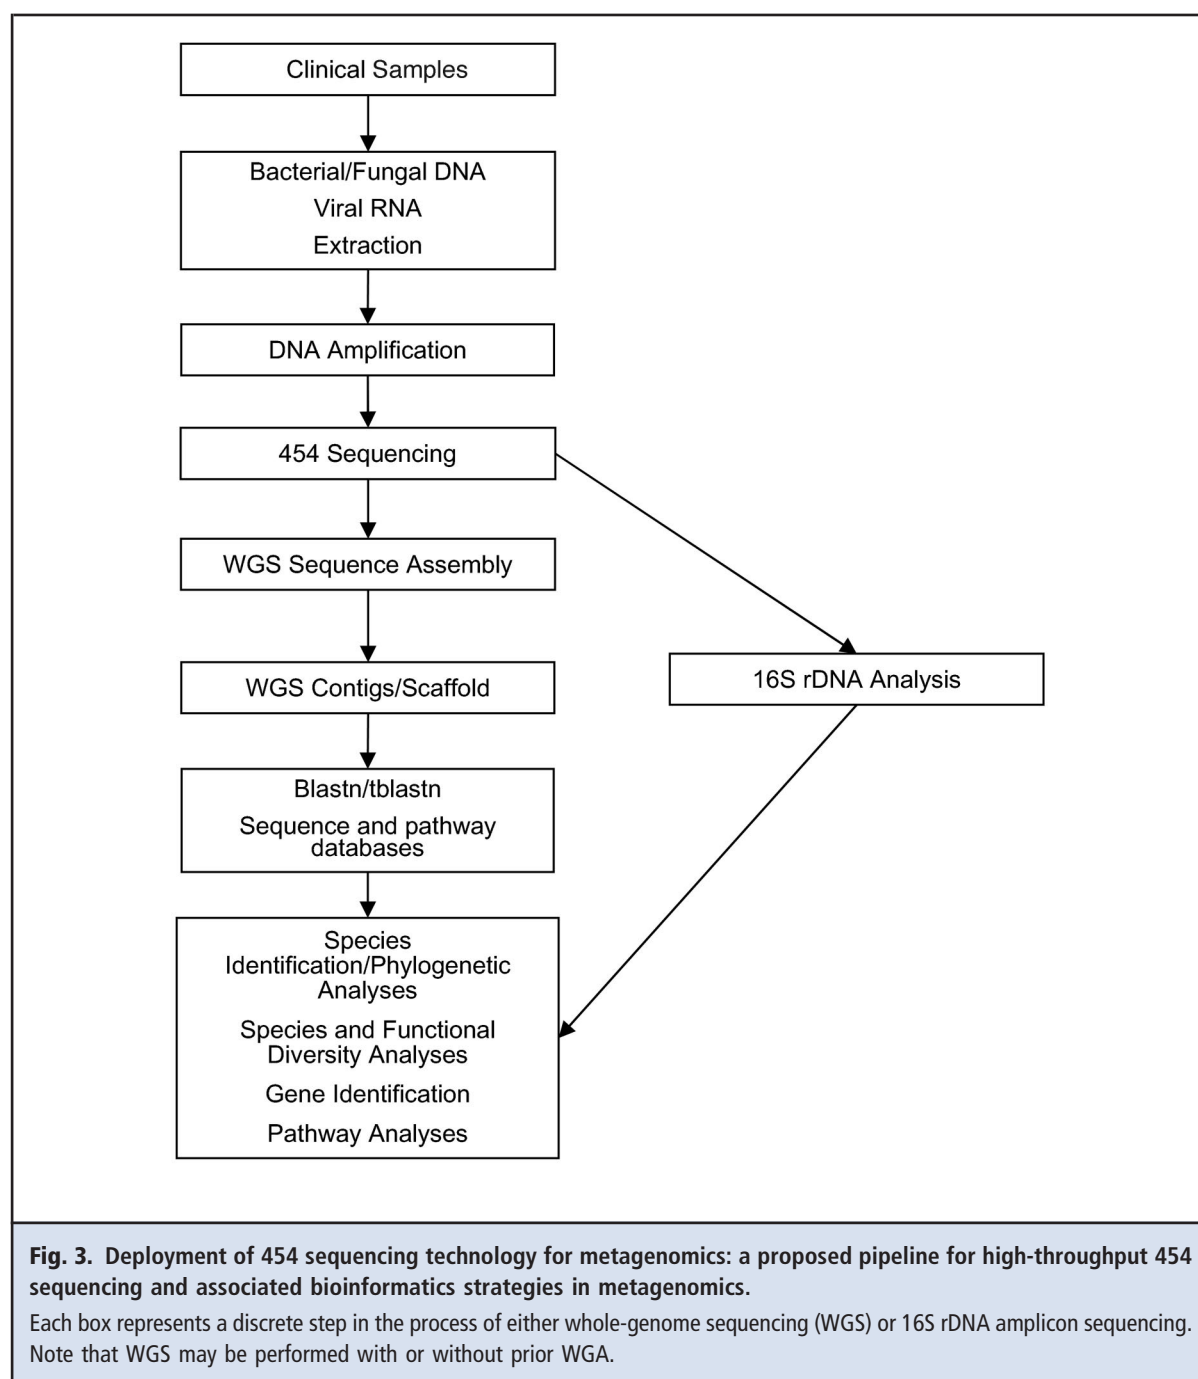 Clinical Samples
Bacterial/Fungal DNA
Viral RNA
Extraction
DNA Amplification
454 Sequencing
WGS Sequence Assembly
WGS Contigs/Scaffold
16S rDNA Analysis
Blastn/tblastn
Sequence and pathway
databases
Species
Identification/Phylogenetic
Analyses
Species and Functional
Diversity Analyses
Gene Identification
Pathway Analyses
Fig. 3. Deployment of 454 sequencing technology for metagenomics: a proposed pipeline for high-throughput 454
sequencing and associated bioinformatics strategies in metagenomics.
Each box represents a discrete step in the process of either whole-genome sequencing (WGS) or 16S rDNA amplicon sequencing.
Note that WGS may be performed with or without prior WGA.